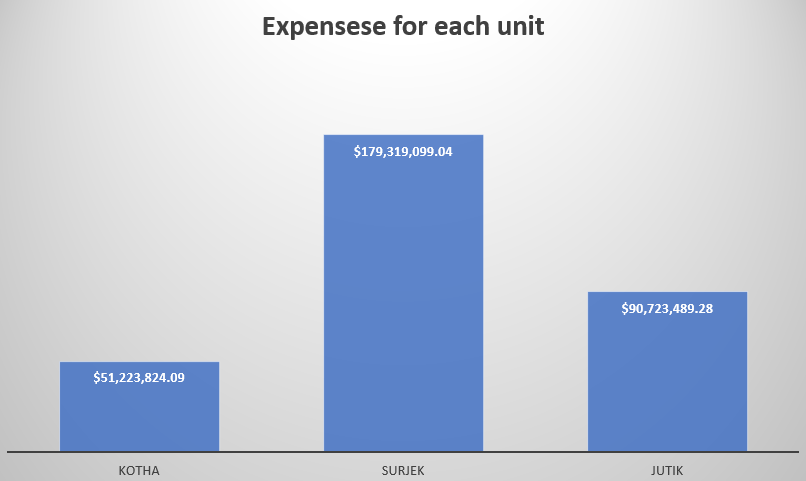 Expensese for each unit
$179,319,099.04
$90,723,489.28
$51,223,824.09
KOTHA SURJEK JUTIK